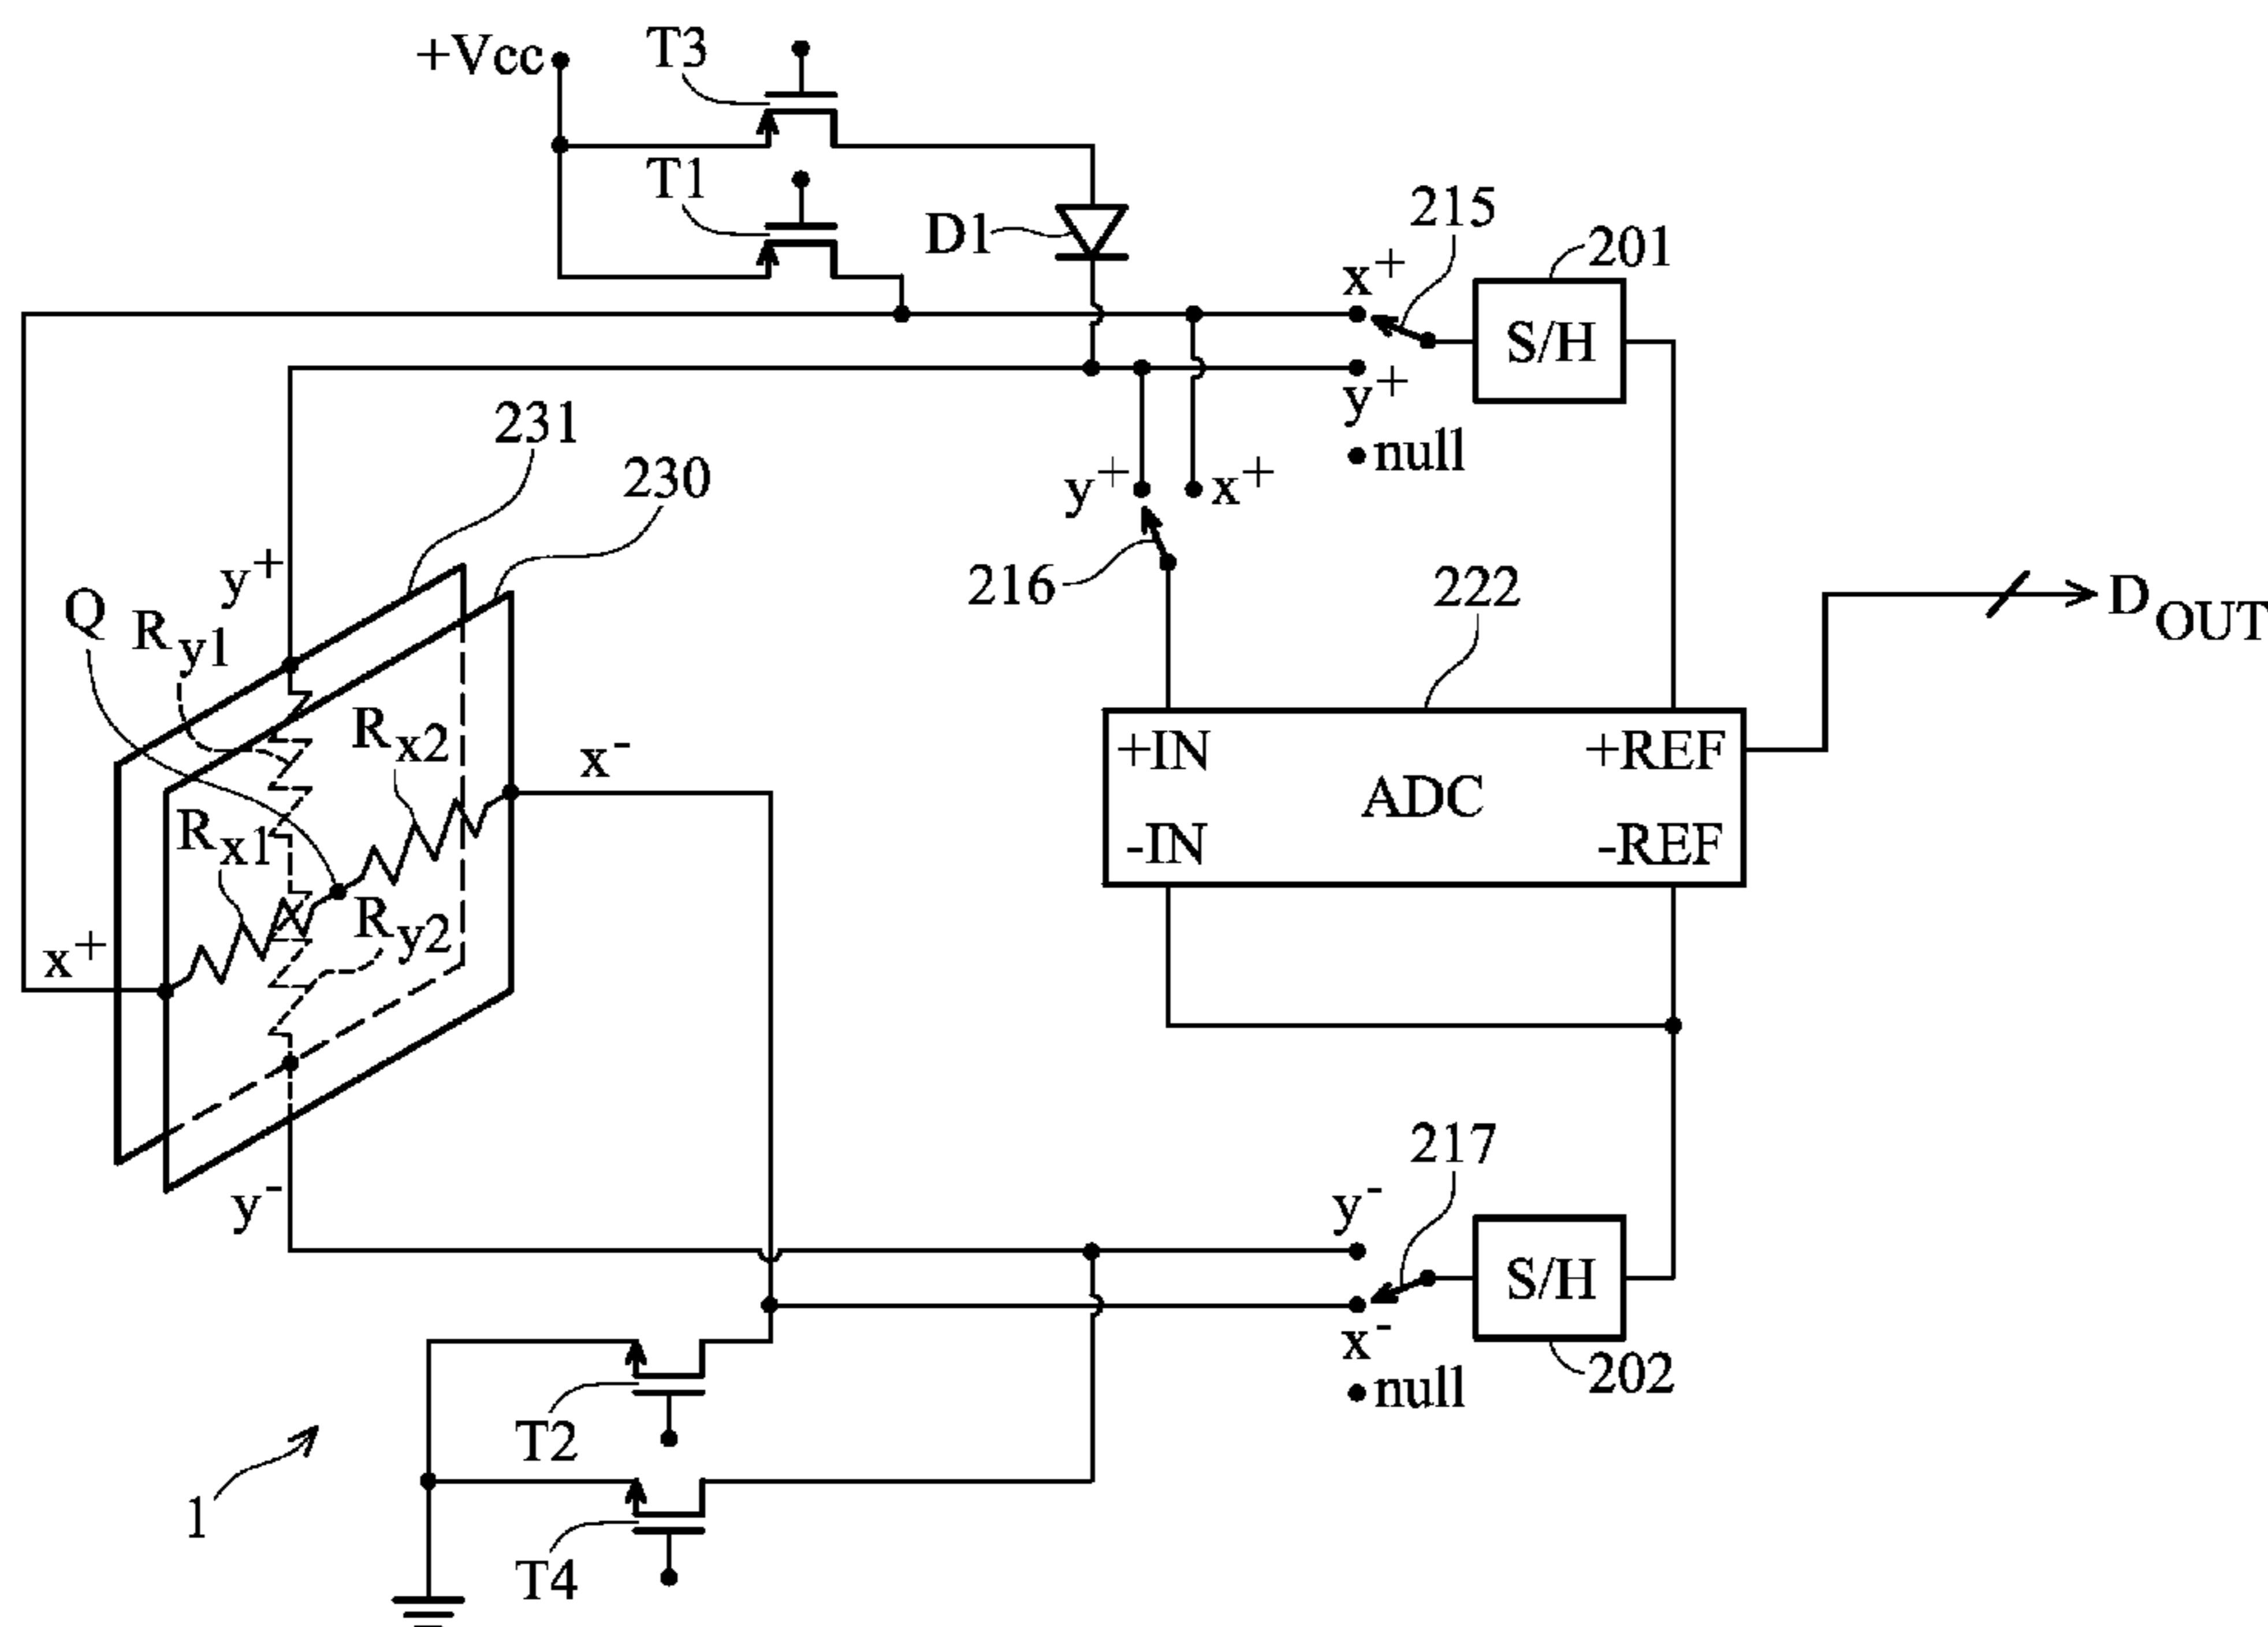 +Vcc
T3
T1
D1
x+
215
201
S/H
y+
null
231
230
y+
x+
216
222
DOUT
y+
Q
Ry1
Rx2
x-
+IN
+REF
ADC
-IN
-REF
Rx1
Ry2
x+
217
y-
y-
S/H
x-
null
202
T2
1
T4